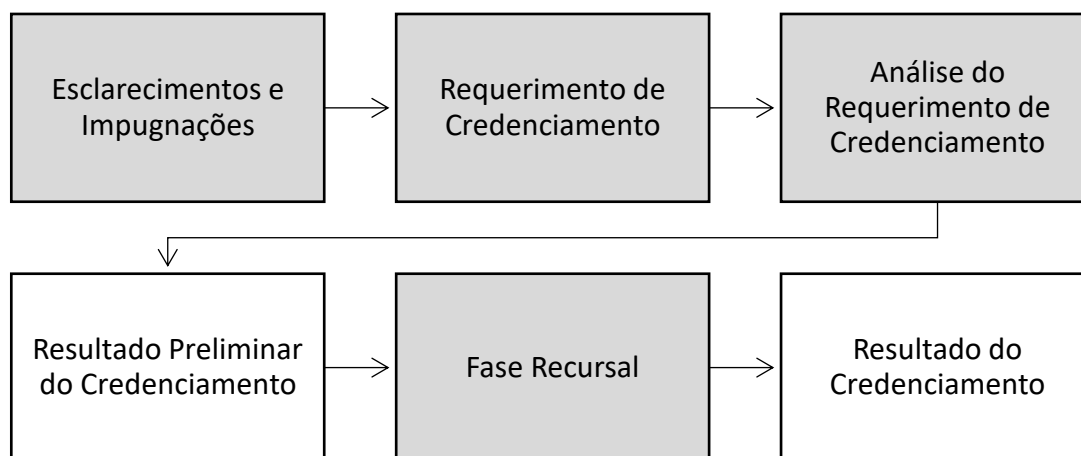 Esclarecimentos e
Impugnações
Requerimento de
Credenciamento
Análise do
Requerimento de
Credenciamento
Resultado Preliminar
do Credenciamento
Fase Recursal
Resultado do
Credenciamento